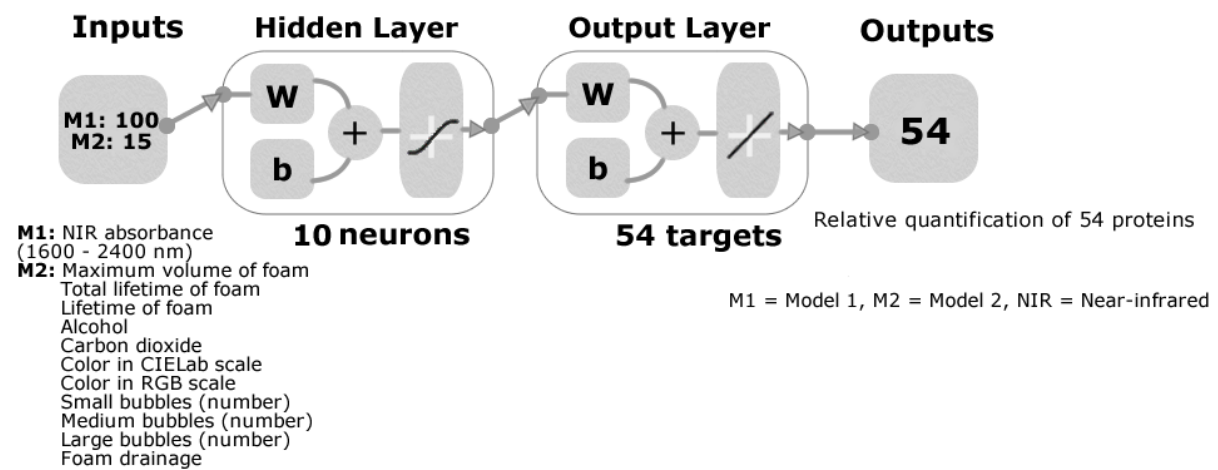 Inputs
Hidden Layer
Output Layer
Outputs
M1: 100
M2: 15
W
b
+
W
b
+
54
10 neurons
54 targets
Relative quantification of 54 proteins
M1: NIR absorbance
(1600 - 2400 nm)
M2: Maximum volume of foam
Total lifetime of foam
Lifetime of foam
Alcohol
Carbon dioxide
Color in CIELab scale
Color in RGB scale
Small bubbles (number)
Medium bubbles (number)
Large bubbles (number)
Foam drainage
M1 = Model 1, M2 = Model 2, NIR = Near-infrared